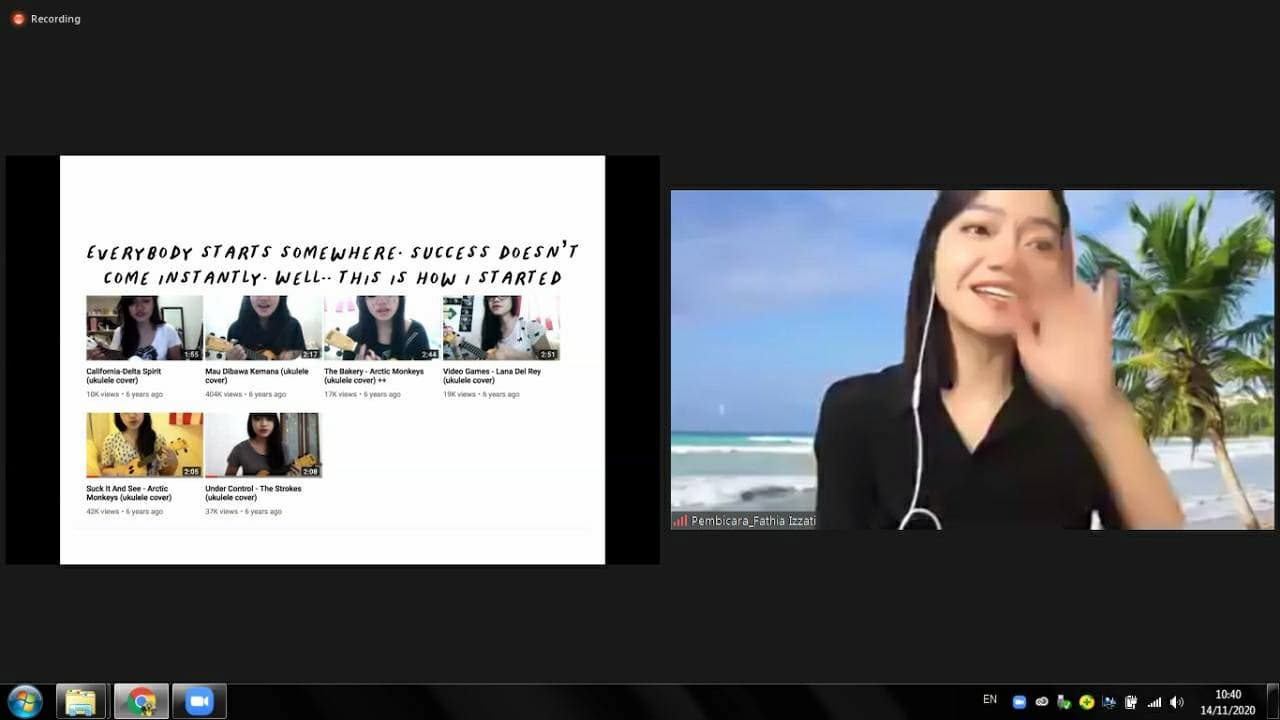 Recording
EVERYBODY STARTS SOMEWHERE. SUCCESS DOESN'T
COME INSTANTLY. WELL.. THIS IS HOW I STARTED
1:55
2:17
2:44
2:51
California-Delta Spirit
(ukulele cover)
10K views • 6 years ago
Mau Dibawa Kemana (ukulele
cover)
404K views • 6 years ago
The Bakery - Arctic Monkeys
(ukulele cover) ++
17K views • 6 years ago
Video Games - Lana Del Rey
(ukulele cover)
19K views • 6 years ago
2:05
2:08
Suck It And See - Arctic
Monkeys (ukulele cover)
42K views • 6 years ago
Under Control - The Strokes
(ukulele cover)
37K views • 6 years ago
Pembicara_Fathia Izzati
EN
10:40
14/11/2020